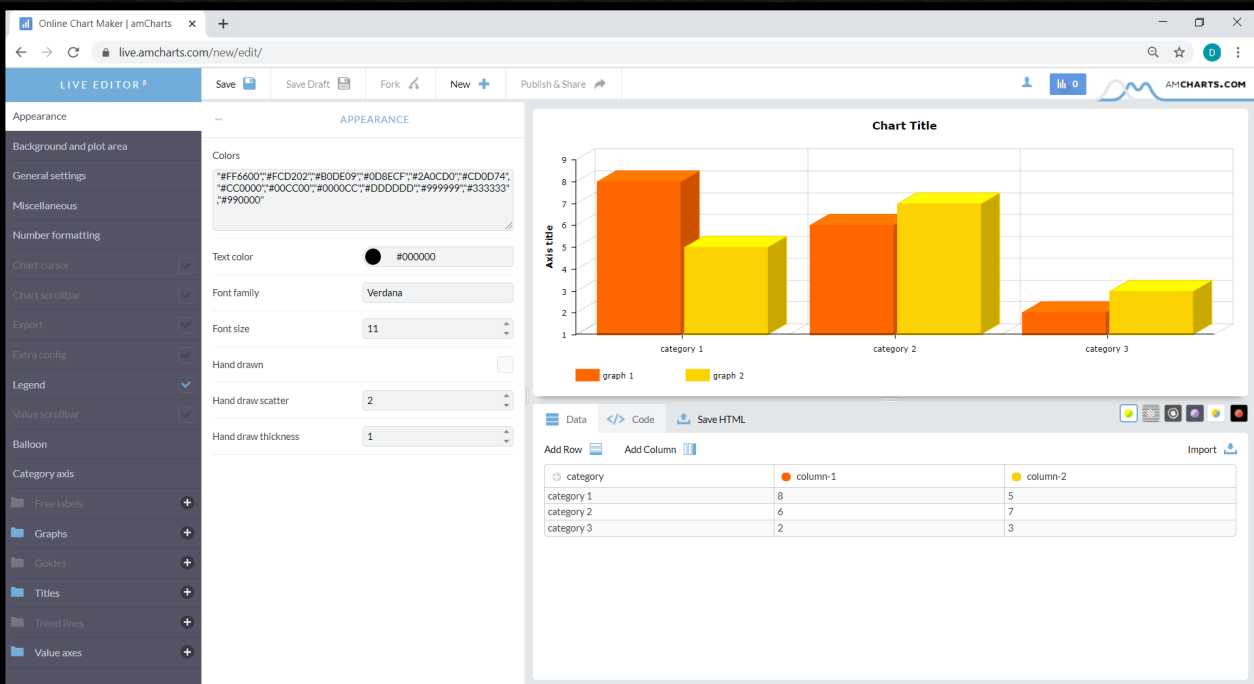 Online Chart Maker | amCharts
live.amcharts.com/new/edit/
D
LIVE EDITOR β
Save
Save Draft
Fork
New
Publish & Share
0
AMCHARTS.COM
Appearance
Background and plot area
General settings
Miscellaneous
Number formatting
Chart cursor
Chart scrollbar
Export
Extra config
Legend
Value scrollbar
Balloon
Category axis
Free labels
Graphs
Guides
Titles
Trend lines
Value axes
APPEARANCE
Colors
"#FF6600","#FCD202","#B0DE09","#0D8ECF","#2A0CD0","#CD0D74",
"#CC0000","#00CC00","#0000CC","#DDDDDD","#999999","#333333"
,"#990000"
Text color #000000
Font family Verdana
Font size 11
Hand drawn
Hand draw scatter 2
Hand draw thickness 1
Chart Title
Axis title
9
8
7
6
5
4
3
2
1
category 1 category 2 category 3
graph 1 graph 2
Data </> Code Save HTML
Add Row Add Column Import
category column-1 column-2
category 1 8 5
category 2 6 7
category 3 2 3